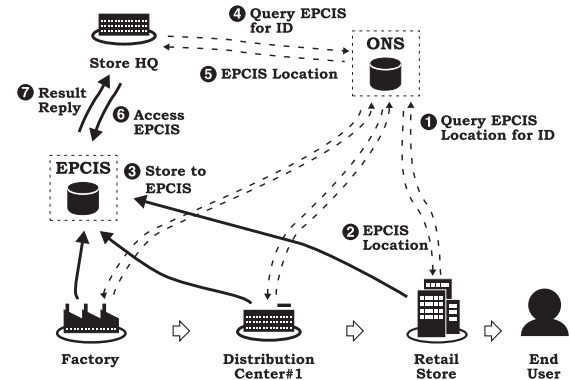 4 Query EPCIS
for ID
ONS
Store HQ
5 EPCIS Location
7 Result
Reply
6 Access
EPCIS
1 Query EPCIS
Location for ID
EPCIS
3 Store to
EPCIS
2 EPCIS
Location
Factory
Distribution
Center#1
Retail
Store
End
User